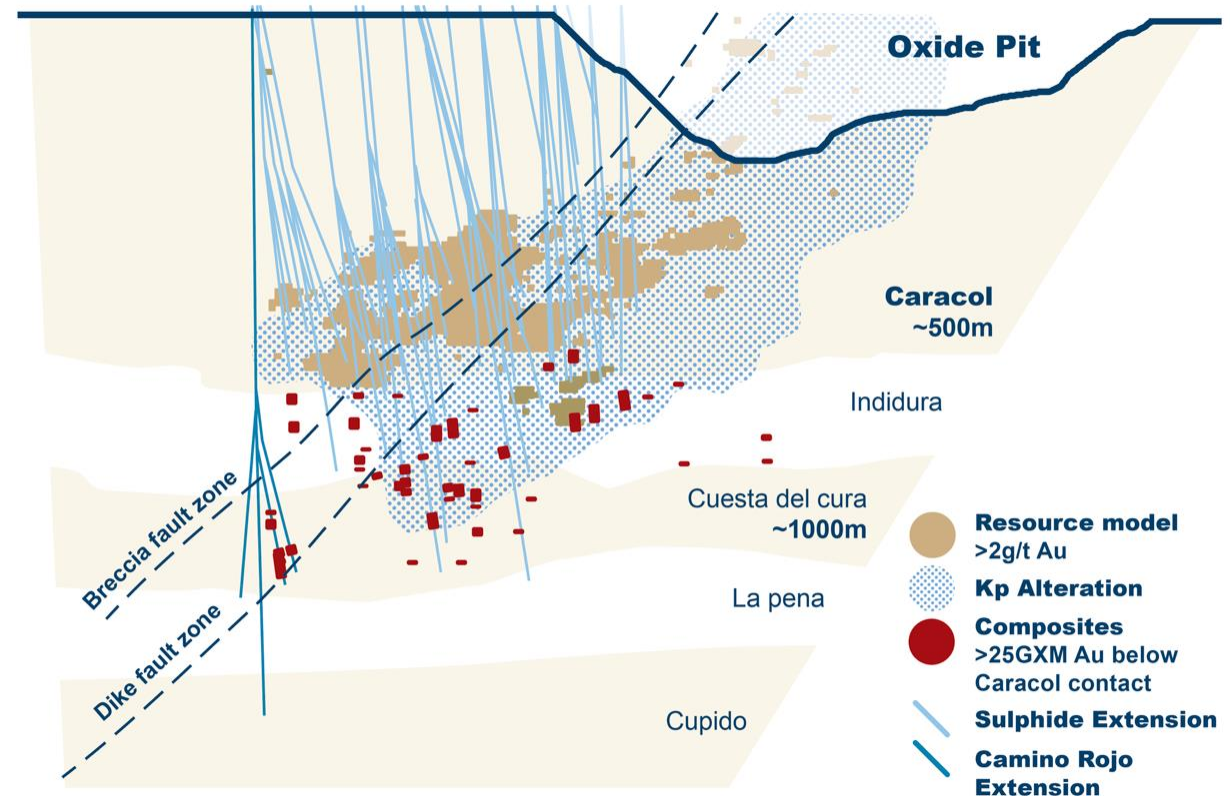 Oxide Pit
Caracol
~500m
Indidura
Breccia fault zone
Cuesta del cura
~1000m
Dike fault zone
La pena
Cupido
Resource model
>2g/t Au
Kp Alteration
Composites
>25GXM Au below
Caracol contact
Sulphide Extension
Camino Rojo
Extension